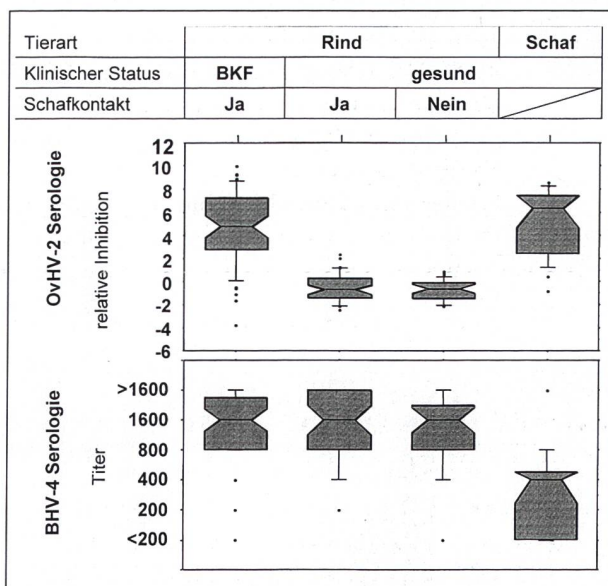 Tierart Rind Schaf
Klinischer Status BKF gesund
Schafkontakt Ja Ja Nein
OvHV-2 Serologie
relative Inhibition
12
10
8
6
4
2
0
-2
-4
-6
BHV-4 Serologie
Titer
>1600
1600
800
400
200
<200